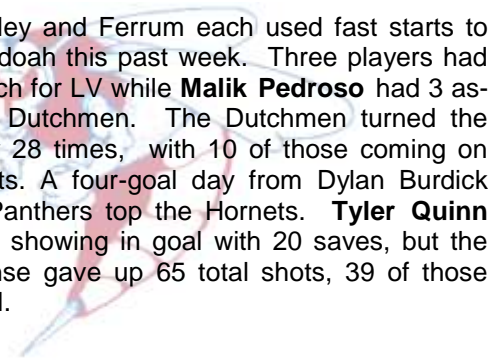 ley and Ferrum each used fast starts to
doah this past week. Three players had
ch for LV while Malik Pedroso had 3 as-
Dutchmen. The Dutchmen turned the
28 times, with 10 of those coming on
ts. A four-goal day from Dylan Burdick
Panthers top the Hornets. Tyler Quinn
showing in goal with 20 saves, but the
nse gave up 65 total shots, 39 of those
l.